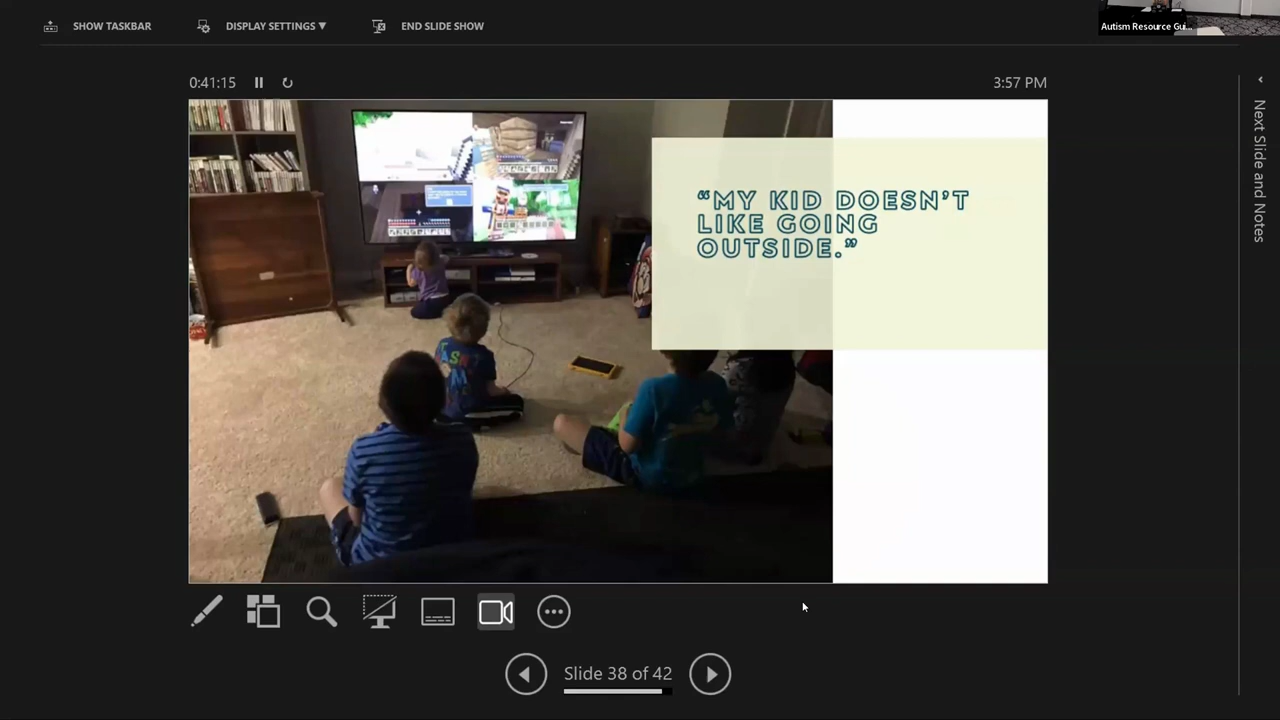 SHOW TASKBAR
DISPLAY SETTINGS ▼
END SLIDE SHOW
Autism Resource Gui...
0:41:15
3:57 PM
“MY KID DOESN’T
LIKE GOING
OUTSIDE.”
Next Slide and Notes
Slide 38 of 42